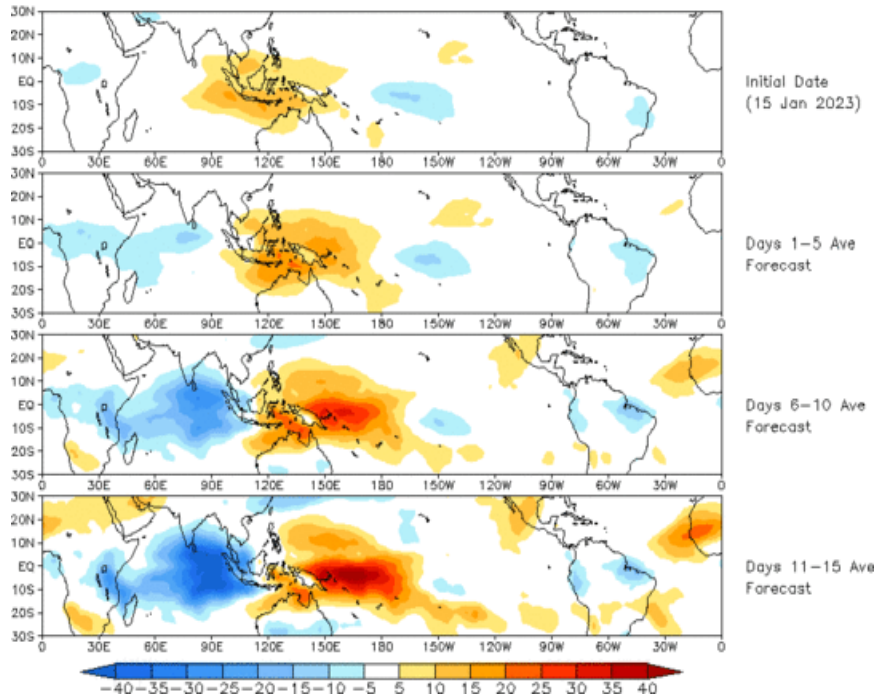 30N
20N
10N
EQ
10S
20S
30S
0 30E 60E 90E 120E 150E 180 150W 120W 90W 60W 30W 0
Initial Date
(15 Jan 2023)
30N
20N
10N
EQ
10S
20S
30S
0 30E 60E 90E 120E 150E 180 150W 120W 90W 60W 30W 0
Days 1-5 Ave
Forecast
30N
20N
10N
EQ
10S
20S
30S
0 30E 60E 90E 120E 150E 180 150W 120W 90W 60W 30W 0
Days 6-10 Ave
Forecast
30N
20N
10N
EQ
10S
20S
30S
0 30E 60E 90E 120E 150E 180 150W 120W 90W 60W 30W 0
Days 11-15 Ave
Forecast
-40 -35 -30 -25 -20 -15 -10 -5 5 10 15 20 25 30 35 40